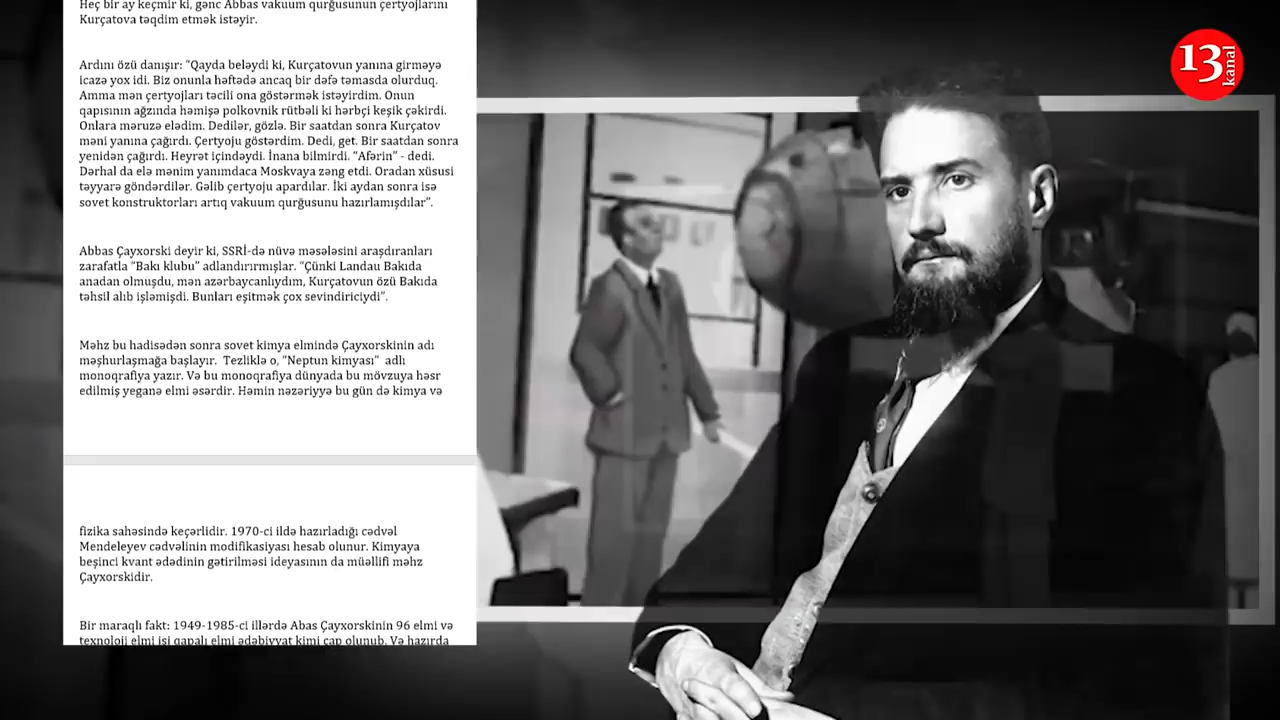 Heç bir ay keçmir ki, gənc Abbas vakuum qurğusunun çertyojlarını
Kurçatova təqdim etmək istəyir.
Ardını özü danışır: “Qayda beləydi ki, Kurçatovun yanına girməyə
icazə yox idi. Biz onunla həftədə ancaq bir dəfə təmasda olurduq.
Amma mən çertyojları təcili ona göstərmək istəyirdim. Onun
qapısının ağzında həmişə polkovnik rütbəli ki hərbçi keşik çəkirdi.
Onlara məruzə elədim. Dedilər, gözlə. Bir saatdan sonra Kurçatov
məni yanına çağırdı. Çertyoju göstərdim. Dedi, get. Bir saatdan sonra
yenidən çağırdı. Heyrət içindəydi. İnana bilmirdi. “Afərin” - dedi.
Dərhal da elə mənim yanımdaca Moskvaya zəng etdi. Oradan xüsusi
təyyarə göndərdilər. Gəlib çertyoju apardılar. İki aydan sonra isə
sovet konstruktorları artıq vakuum qurğusunu hazırlamışdılar”.
Abbas Çayxorski deyir ki, SSRİ-də nüvə məsələsini araşdıranları
zarafatla “Bakı klubu” adlandırırmışlar. “Çünki Landau Bakıda
anadan olmuşdu, mən azərbaycanlıydım, Kurçatovun özü Bakıda
təhsil alıb işləmişdi. Bunları eşitmək çox sevindiriciydi”.
Məhz bu hadisədən sonra sovet kimya elmində Çayxorskinin adı
məşhurlaşmağa başlayır. Tezliklə o, “Neptun kimyası” adlı
monoqrafiya yazır. Və bu monoqrafiya dünyada bu mövzuya həsr
edilmiş yeganə elmi əsərdir. Həmin nəzəriyyə bu gün də kimya və
fizika sahəsində keçərlidir. 1970-ci ildə hazırladığı cədvəl
Mendeleyev cədvəlinin modifikasiyası hesab olunur. Kimyaya
beşinci kvant ədədinin gətirilməsi ideyasının da müəllifi məhz
Çayxorskidir.
Bir maraqlı fakt: 1949-1985-ci illərdə Abas Çayxorskinin 96 elmi və
texnoloji elmi işi qapalı elmi ədəbiyyat kimi çap olunub. Və hazırda
13 kanal